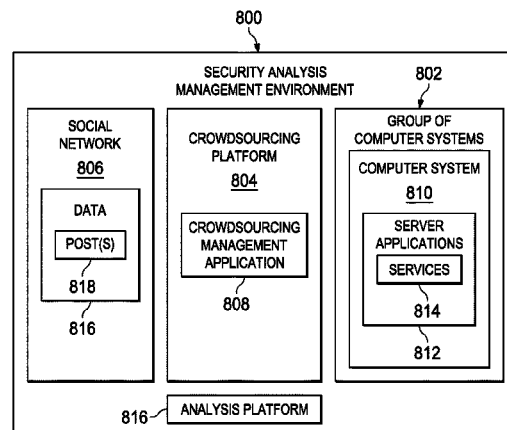 800
SECURITY ANALYSIS
MANAGEMENT ENVIRONMENT
802
SOCIAL
NETWORK
806
DATA
POST(S)
818
816
CROWDSOURCING
PLATFORM
804
CROWDSOURCING
MANAGEMENT
APPLICATION
808
GROUP OF
COMPUTER SYSTEMS
COMPUTER SYSTEM
810
SERVER
APPLICATIONS
SERVICES
814
812
816
ANALYSIS PLATFORM